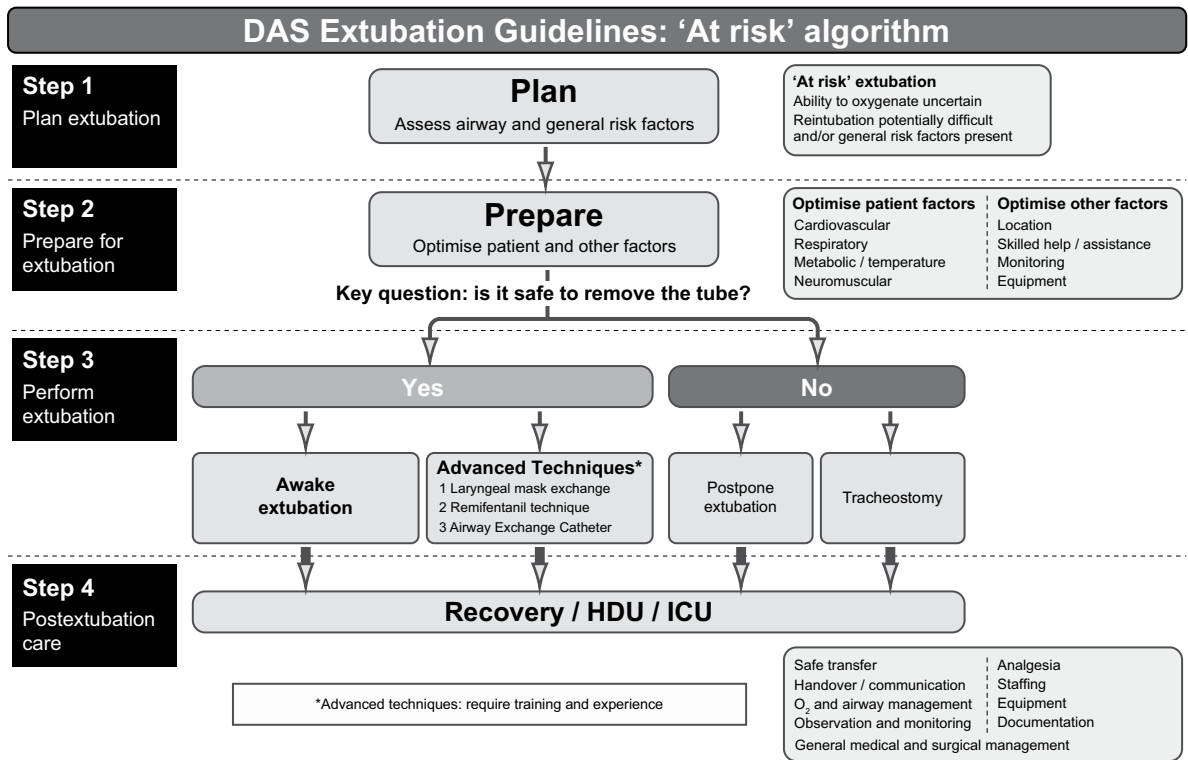 DAS Extubation Guidelines: ‘At risk’ algorithm
Step 1
Plan extubation
Plan
Assess airway and general risk factors
‘At risk’ extubation
Ability to oxygenate uncertain
Reintubation potentially difficult
and/or general risk factors present
Step 2
Prepare for
extubation
Prepare
Optimise patient and other factors
Optimise patient factors
Cardiovascular
Respiratory
Metabolic / temperature
Neuromuscular
Optimise other factors
Location
Skilled help / assistance
Monitoring
Equipment
Key question: is it safe to remove the tube?
Step 3
Perform
extubation
Yes
No
Awake
extubation
Advanced Techniques*
1 Laryngeal mask exchange
2 Remifentanil technique
3 Airway Exchange Catheter
Postpone
extubation
Tracheostomy
Step 4
Postextubation
care
Recovery / HDU / ICU
*Advanced techniques: require training and experience
Safe transfer
Handover / communication
O₂ and airway management
Observation and monitoring
Analgesia
Staffing
Equipment
Documentation
General medical and surgical management